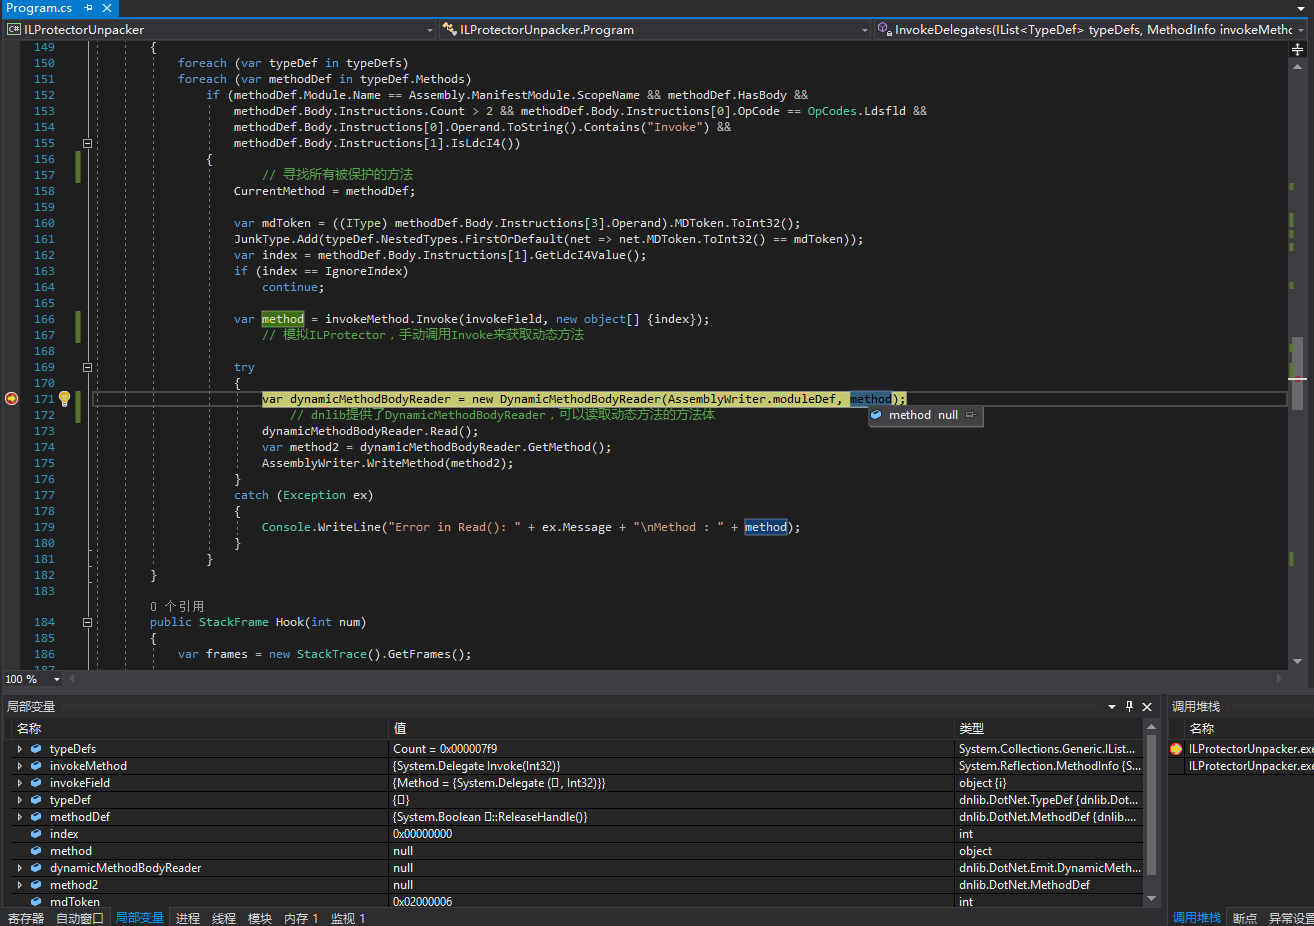 Program.cs
ILProtectorUnpacker ILProtectorUnpacker.Program InvokeDelegates(IList<TypeDef> typeDefs, MethodInfo invokeMeth
149 {
150 foreach (var typeDef in typeDefs)
151 foreach (var methodDef in typeDef.Methods)
152 if (methodDef.Module.Name == Assembly.ManifestModule.ScopeName && methodDef.HasBody &&
153 methodDef.Body.Instructions.Count > 2 && methodDef.Body.Instructions[0].OpCode == OpCodes.Ldsfld &&
154 methodDef.Body.Instructions[0].Operand.ToString().Contains("Invoke") &&
155 methodDef.Body.Instructions[1].IsLdcI4())
156 {
157 // 寻找所有被保护的方法
158 CurrentMethod = methodDef;
159
160 var mdToken = ((IType) methodDef.Body.Instructions[3].Operand).MDToken.ToInt32();
161 JunkType.Add(typeDef.NestedTypes.FirstOrDefault(net => net.MDToken.ToInt32() == mdToken));
162 var index = methodDef.Body.Instructions[1].GetLdcI4Value();
163 if (index == IgnoreIndex)
164 continue;
165
166 var method = invokeMethod.Invoke(invokeField, new object[] {index});
167 // 模拟ILProtector，手动调用Invoke来获取动态方法
168
169 try
170 {
171 var dynamicMethodBodyReader = new DynamicMethodBodyReader(AssemblyWriter.moduleDef, method);
172 // dnlib提供了DynamicMethodBodyReader，可以读取动态方法的方法体
method null
173 dynamicMethodBodyReader.Read();
174 var method2 = dynamicMethodBodyReader.GetMethod();
175 AssemblyWriter.WriteMethod(method2);
176 }
177 catch (Exception ex)
178 {
179 Console.WriteLine("Error in Read(): " + ex.Message + "\nMethod : " + method);
180 }
181 }
182 }
183
0 个引用
184 public StackFrame Hook(int num)
185 {
186 var frames = new StackTrace().GetFrames();
187
100 %
局部变量
名称 值 类型
typeDefs Count = 0x000007f9 System.Collections.Generic.IList...
invokeMethod {System.Delegate Invoke(Int32)} System.Reflection.MethodInfo {S...
invokeField {Method = {System.Delegate (▯, Int32)}} object {i}
typeDef {▯} dnlib.DotNet.TypeDef {dnlib.Dot...
methodDef {System.Boolean ▯::ReleaseHandle()} dnlib.DotNet.MethodDef {dnlib....
index 0x00000000 int
method null object
dynamicMethodBodyReader null dnlib.DotNet.Emit.DynamicMeth...
method2 null dnlib.DotNet.MethodDef
mdToken 0x02000006 int
寄存器 自动窗口 局部变量 进程 线程 模块 内存 1 监视 1
调用堆栈
名称
ILProtectorUnpacker.exe
ILProtectorUnpacker.exe
调用堆栈 断点 异常设置